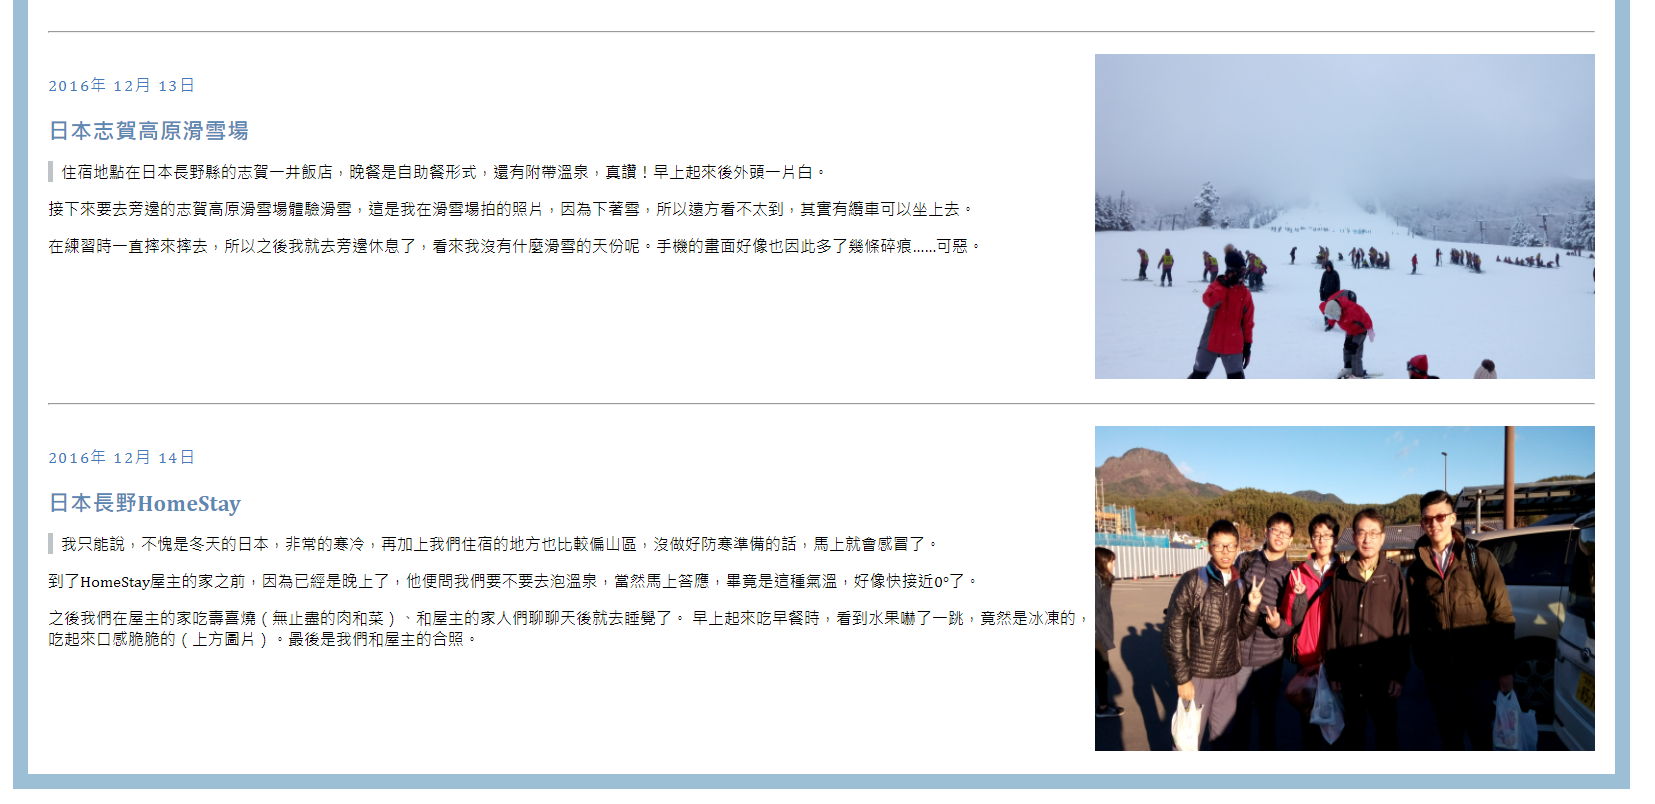 2016年 12月 13日
日本志賀高原滑雪場
住宿地點在日本長野縣的志賀一井飯店，晚餐是自助餐形式，還有附帶溫泉，真讚！早上起來後外頭一片白。
接下來要去旁邊的志賀高原滑雪場體驗滑雪，這是我在滑雪場拍的照片，因為下著雪，所以遠方看不太到，其實有纜車可以坐上去。
在練習時一直摔來摔去，所以之後我就去旁邊休息了，看來我沒有什麼滑雪的天份呢。手機的畫面好像也因此多了幾條碎痕......可惡。
2016年 12月 14日
日本長野HomeStay
我只能說，不愧是冬天的日本，非常的寒冷，再加上我們住宿的地方也比較偏山區，沒做好防寒準備的話，馬上就會感冒了。
到了HomeStay屋主的家之前，因為已經是晚上了，他便問我們要不要去泡溫泉，當然馬上答應，畢竟是這種氣溫，好像快接近0°了。
之後我們在屋主的家吃壽喜燒（無止盡的肉和菜）、和屋主的家人們聊聊天後就去睡覺了。 早上起來吃早餐時，看到水果嚇了一跳，竟然是冰凍的，
吃起來口感脆脆的（上方圖片）。最後是我們和屋主的合照。